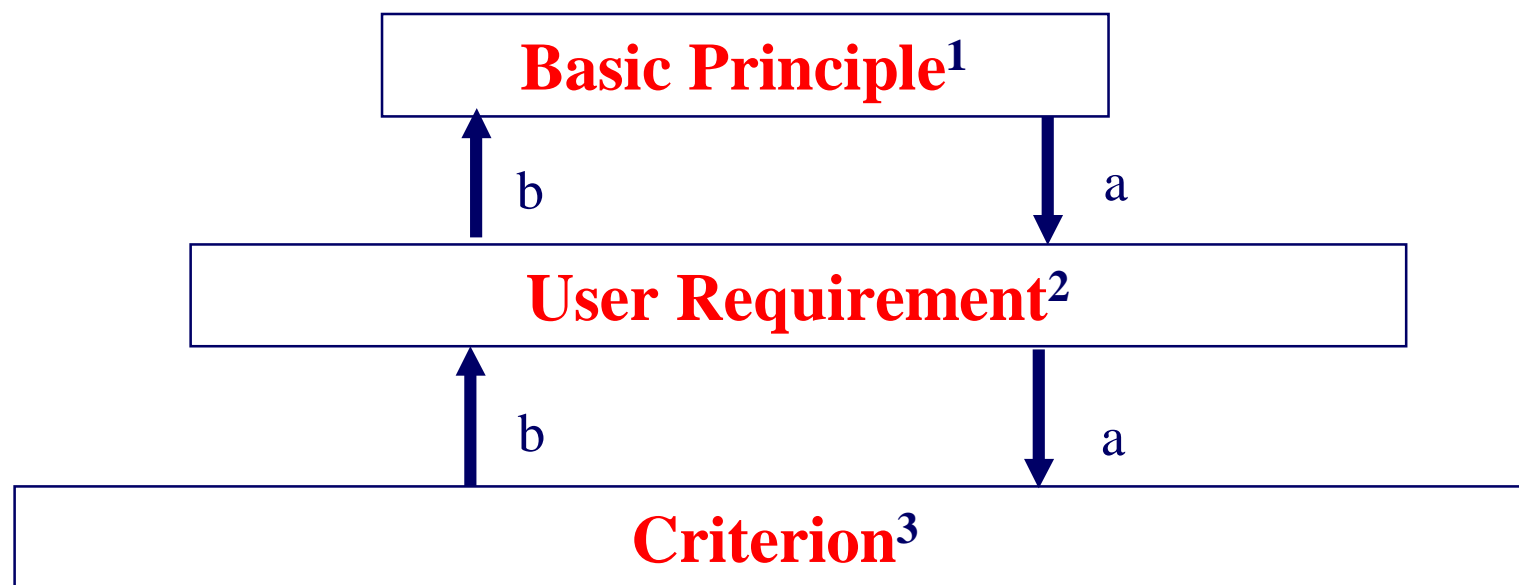 Basic Principle¹
b a
User Requirement²
b a
Criterion³